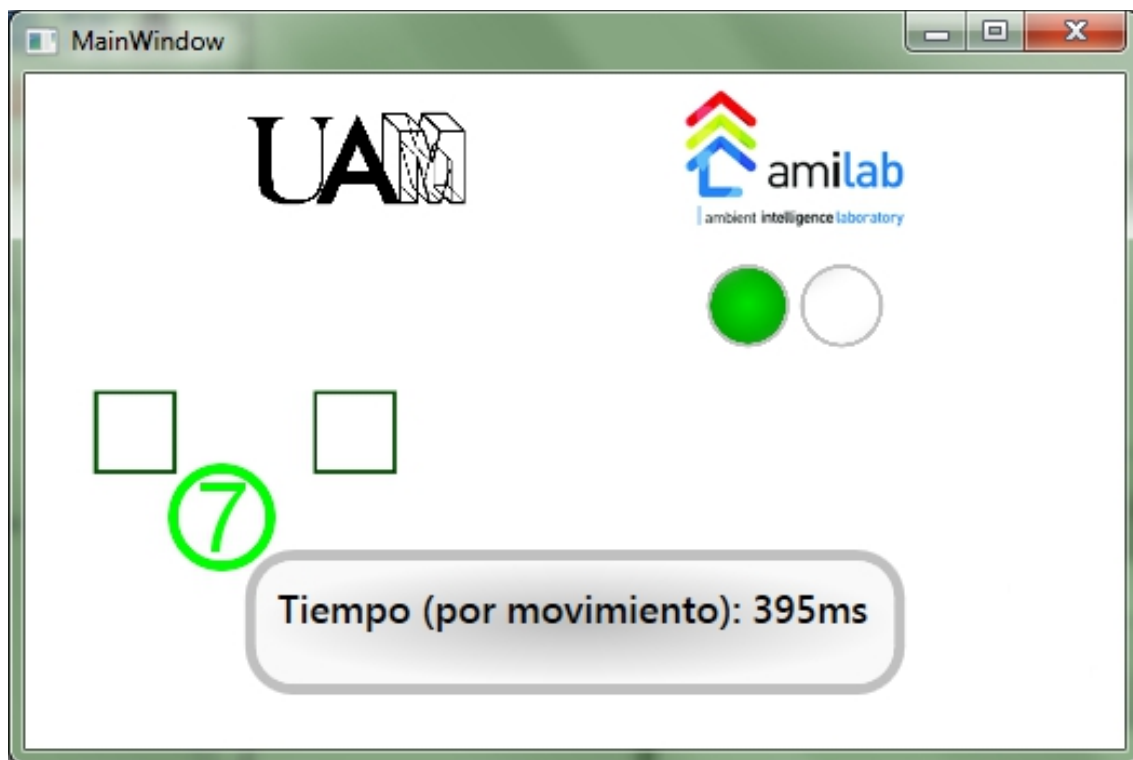 MainWindow
UAM
amilab
ambient intelligence laboratory
7
Tiempo (por movimiento): 395ms